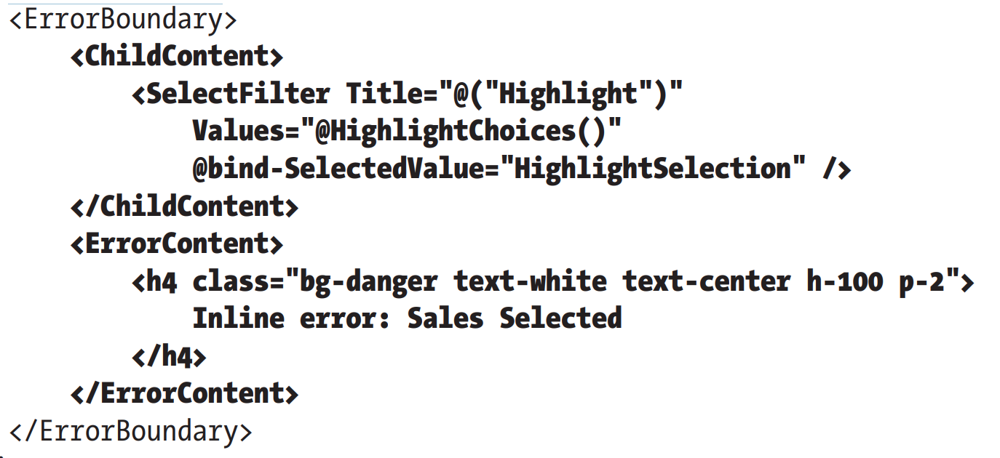 <ErrorBoundary>
    <ChildContent>
        <SelectFilter Title="@("Highlight")"
            Values="@HighlightChoices()"
            @bind-SelectedValue="HighlightSelection" />
    </ChildContent>
    <ErrorContent>
        <h4 class="bg-danger text-white text-center h-100 p-2">
            Inline error: Sales Selected
        </h4>
    </ErrorContent>
</ErrorBoundary>